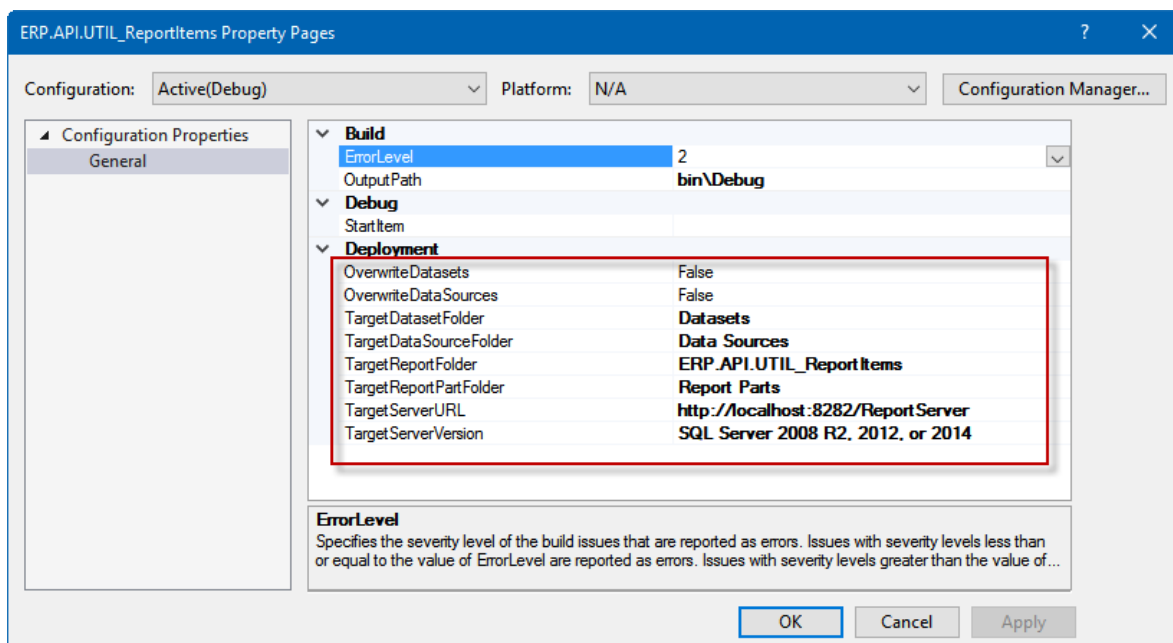 ERP.API.UTIL_ReportItems Property Pages ?
Configuration: Active(Debug) Platform: N/A Configuration Manager...
Configuration Properties
General
Build
ErrorLevel 2
OutputPath bin\Debug
Debug
StartItem
Deployment
OverwriteDatasets False
OverwriteDataSources False
TargetDatasetFolder Datasets
TargetDataSourceFolder Data Sources
TargetReportFolder ERP.API.UTIL_ReportItems
TargetReportPartFolder Report Parts
TargetServerURL http://localhost:8282/ReportServer
TargetServerVersion SQL Server 2008 R2, 2012, or 2014
ErrorLevel
Specifies the severity level of the build issues that are reported as errors. Issues with severity levels less than
or equal to the value of ErrorLevel are reported as errors. Issues with severity levels greater than the value of...
OK Cancel Apply